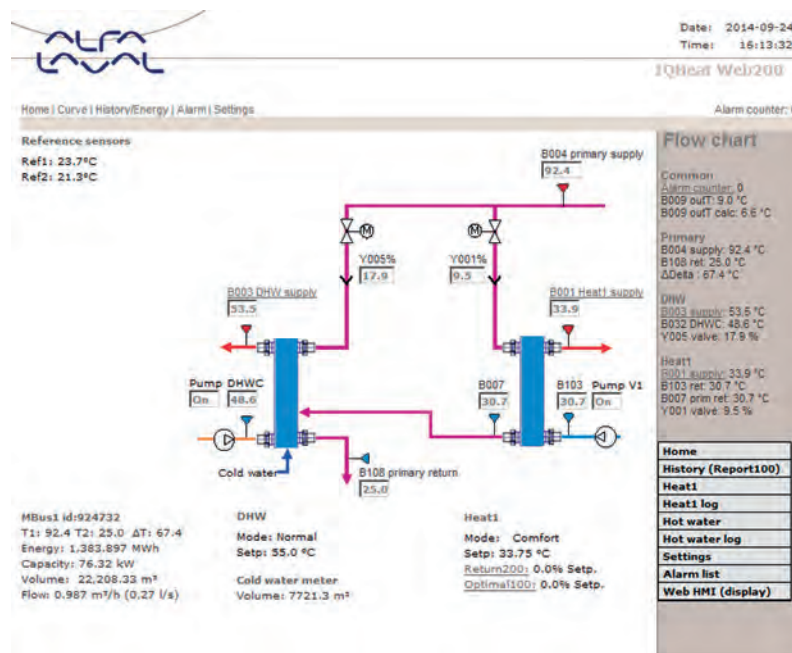 ALFA
LAVAL
Date: 2014-09-24
Time: 16:13:32
IQHeat Web200
Home | Curve | History/Energy | Alarm | Settings
Alarm counter:
Reference sensors
Ref1: 23.7°C
Ref2: 21.3°C
B004 primary supply
92.4
M
M
Y005%
17.9
Y001%
9.5
B003 DHW supply
53.5
B001 Heat1 supply
33.9
Pump DHWC
On 48.6
B007
30.7
B103 Pump V1
30.7 On
Cold water
B108 primary return
25.0
MBus1 id:924732
T1: 92.4 T2: 25.0 ΔT: 67.4
Energy: 1,383.897 MWh
Capacity: 76.32 kW
Volume: 22,208.33 m³
Flow: 0.987 m³/h (0.27 l/s)
DHW
Mode: Normal
Setp: 55.0 °C
Cold water meter
Volume: 7721.3 m³
Heat1
Mode: Comfort
Setp: 33.75 °C
Return200: 0.0% Setp.
Optimal100: 0.0% Setp.
Flow chart
Common
Alarm counter: 0
B009 outT: 9.0 °C
B009 outT calc: 6.6 °C
Primary
B004 supply: 92.4 °C
B108 ret: 25.0 °C
ΔDelta : 67.4 °C
DHW
B003 supply: 53.5 °C
B032 DHWC: 48.6 °C
Y005 valve: 17.9 %
Heat1
B001 supply: 33.9 °C
B103 ret: 30.7 °C
B007 prim ret: 30.7 °C
Y001 valve: 9.5 %
Home
History (Report100)
Heat1
Heat1 log
Hot water
Hot water log
Settings
Alarm list
Web HMI (display)